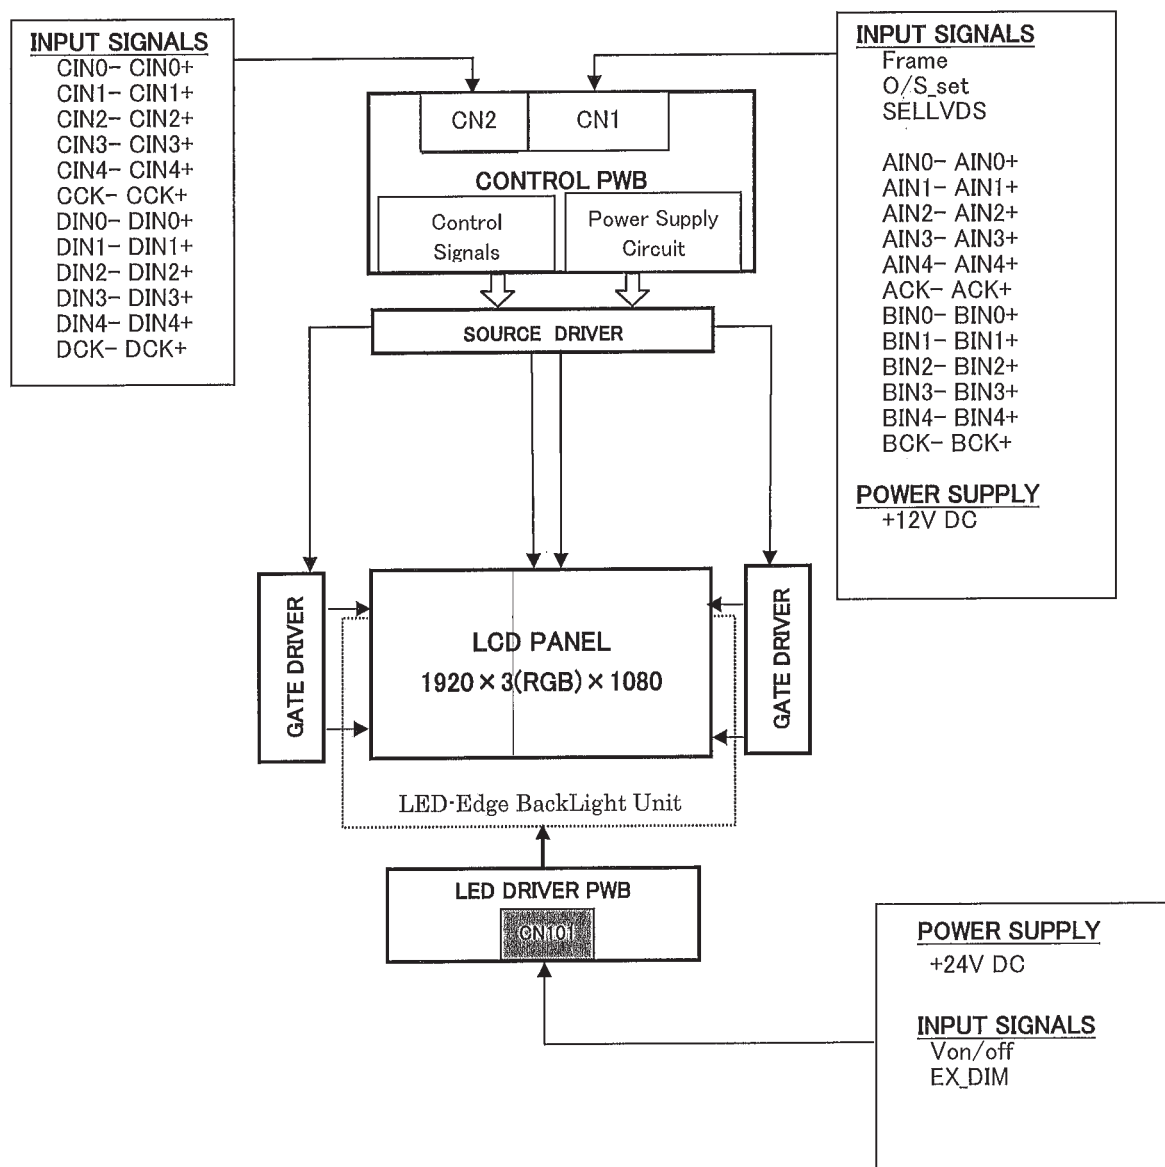 INPUT SIGNALS
CIN0- CIN0+
CIN1- CIN1+
CIN2- CIN2+
CIN3- CIN3+
CIN4- CIN4+
CCK- CCK+
DIN0- DIN0+
DIN1- DIN1+
DIN2- DIN2+
DIN3- DIN3+
DIN4- DIN4+
DCK- DCK+
CN2
CN1
CONTROL PWB
Control
Signals
Power Supply
Circuit
INPUT SIGNALS
Frame
O/S_set
SELLVDS
AIN0- AIN0+
AIN1- AIN1+
AIN2- AIN2+
AIN3- AIN3+
AIN4- AIN4+
ACK- ACK+
BIN0- BIN0+
BIN1- BIN1+
BIN2- BIN2+
BIN3- BIN3+
BIN4- BIN4+
BCK- BCK+
POWER SUPPLY
+12V DC
SOURCE DRIVER
GATE DRIVER
LCD PANEL
1920×3(RGB)×1080
GATE DRIVER
LED-Edge BackLight Unit
LED DRIVER PWB
CN101
POWER SUPPLY
+24V DC
INPUT SIGNALS
Von/off
EX_DIM